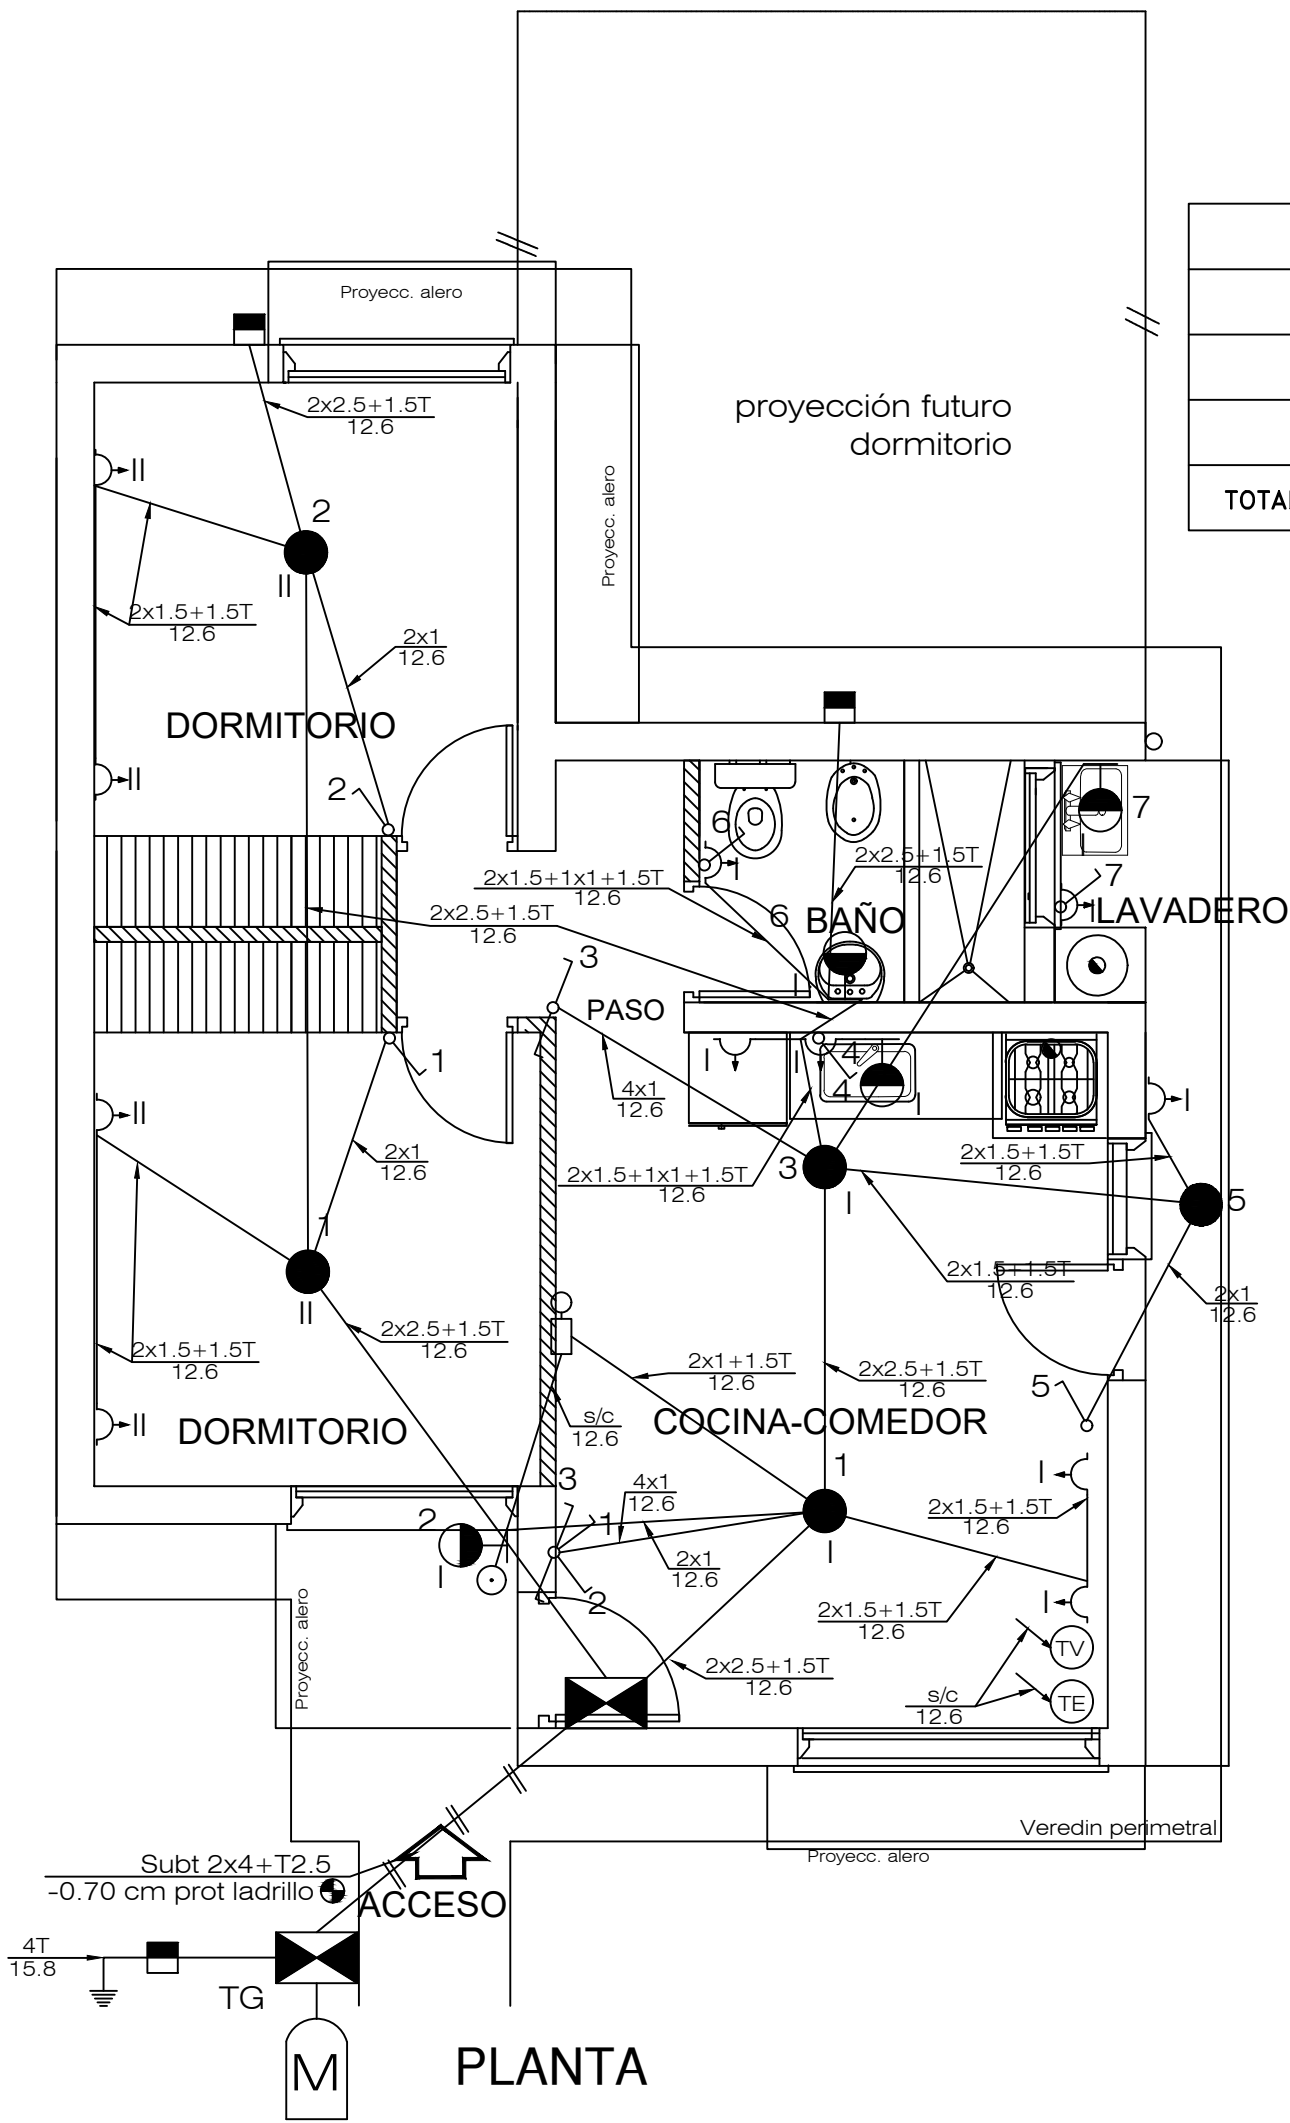 Proyecc. alero
2x2.5+1.5T
12.6
proyección futuro
dormitorio
Proyecc. alero
II
2
II
2x1.5+1.5T
12.6
2x1
12.6
DORMITORIO
II
2
7
6
I
I
2x2.5+1.5T
12.6
2x1.5+1x1+1.5T
12.6
7
I
LAVADERO
2x2.5+1.5T
12.6
6
BAÑO
3
I
PASO
1
I
I
4
4
I
4x1
12.6
I
II
2x1
12.6
2x1.5+1x1+1.5T
12.6
3
I
2x1.5+1.5T
12.6
5
1
II
2x1.5+1.5T
12.6
2x1
12.6
2x1.5+1.5T
12.6
2x2.5+1.5T
12.6
2x1+1.5T
12.6
2x2.5+1.5T
12.6
5
II
DORMITORIO
s/c
12.6
COCINA-COMEDOR
1
I
3
4x1
12.6
I
2x1.5+1.5T
12.6
2
I
1
2x1
12.6
2
2x1.5+1.5T
12.6
I
TV
Proyecc. alero
2x2.5+1.5T
12.6
s/c
12.6
TE
TOTAL
Veredin perimetral
Proyecc. alero
Subt 2x4+T2.5
-0.70 cm prot ladrillo
ACCESO
4T
15.8
TG
M
PLANTA